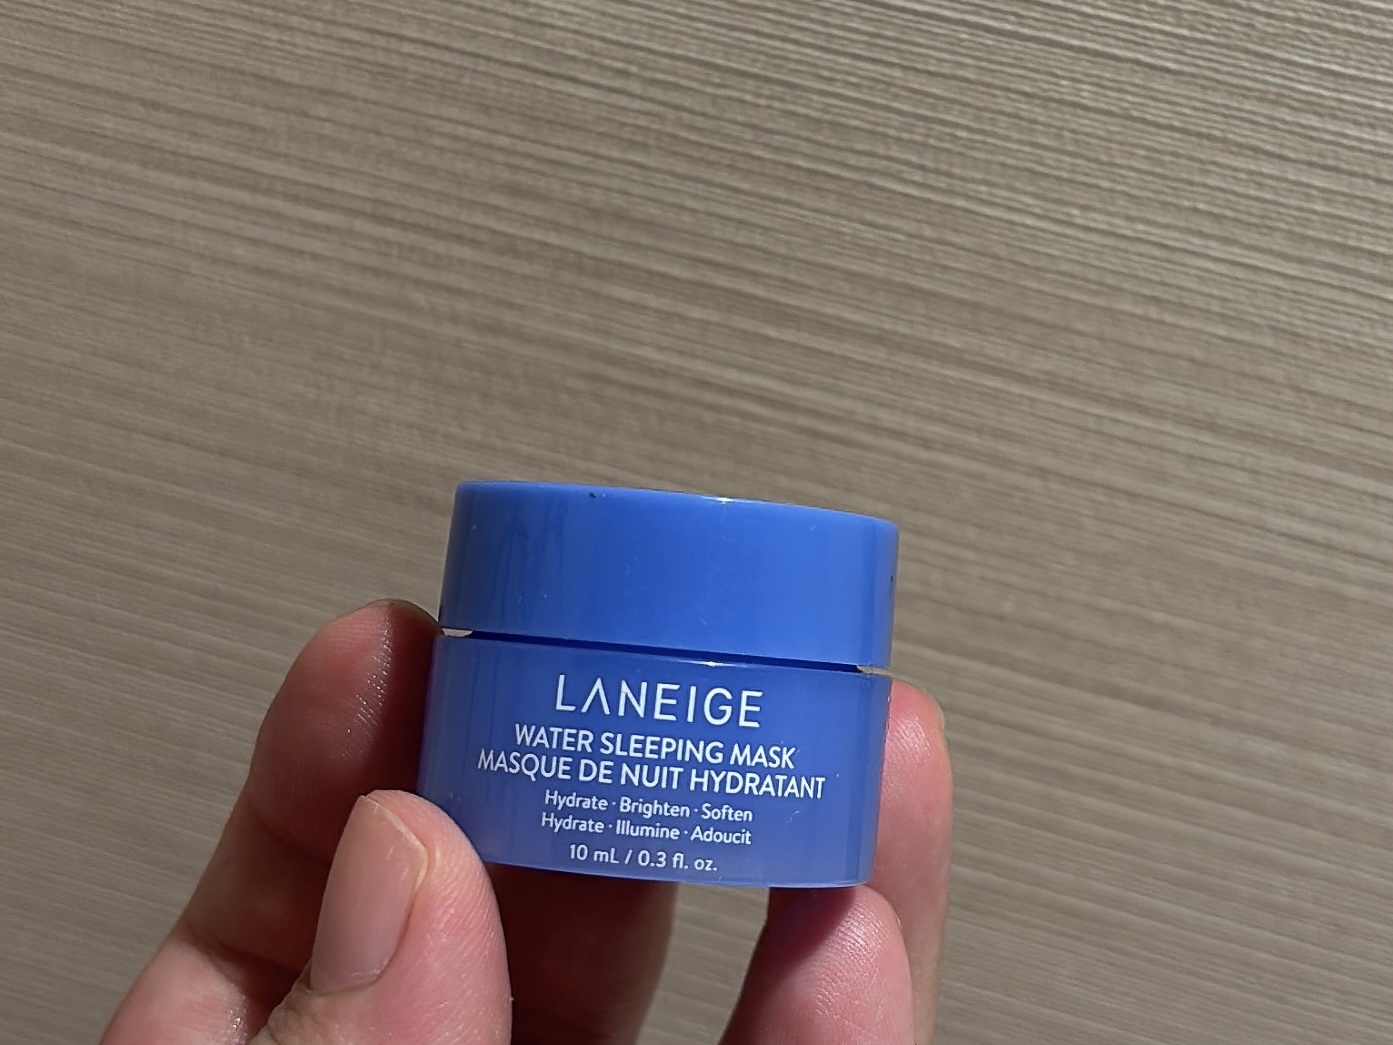 LANEIGE
WATER SLEEPING MASK
MASQUE DE NUIT HYDRATANT
Hydrate · Brighten · Soften
Hydrate · Illumine · Adoucit
10 mL / 0.3 fl. oz.